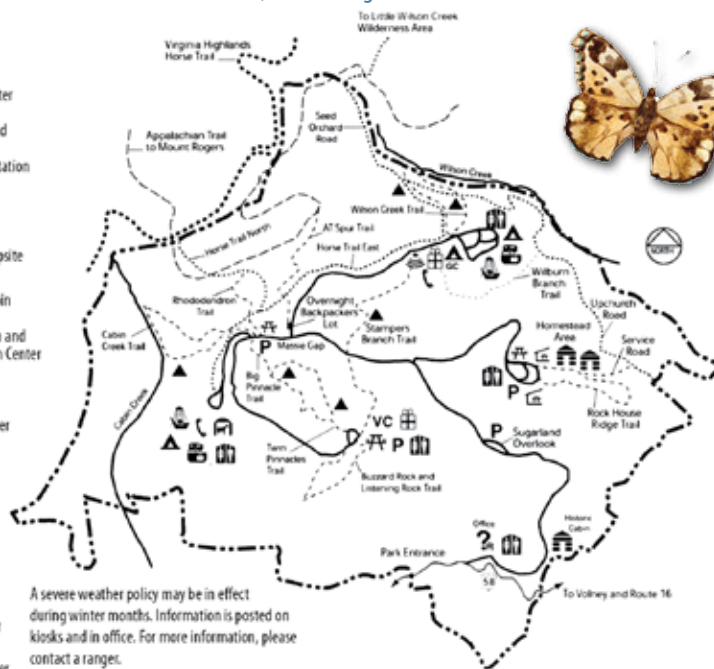 To Little Wilson Creek
Wilderness Area
Virginia Highlands
Horse Trail
Seed
Orchard
Road
Appalachian Trail
to Mount Rogers
Wilson Creek
Wilson Creek Trail
AT Spur Trail
Horse Trail North
Horse Trail East
GC
NORTH
Wilburn
Branch
Trail
Rhododendron
Trail
Overnight
Backpackers
Lot
Stampers
Branch Trail
Upchurch
Road
Homestead
Area
Service
Road
Cabin
Creek Trail
P
Massie Gap
Big
Pinnacle
Trail
P
Rock House
Ridge Trail
Cabin Creek
VC
P
P
Sugarland
Overlook
Twin
Pinnacles
Trail
Buzzard Rock and
Listening Rock Trail
Office
?
Historic
Cabin
Park Entrance
58
To Volney and Route 16
A severe weather policy may be in effect
during winter months. Information is posted on
kiosks and in office. For more information, please
contact a ranger.